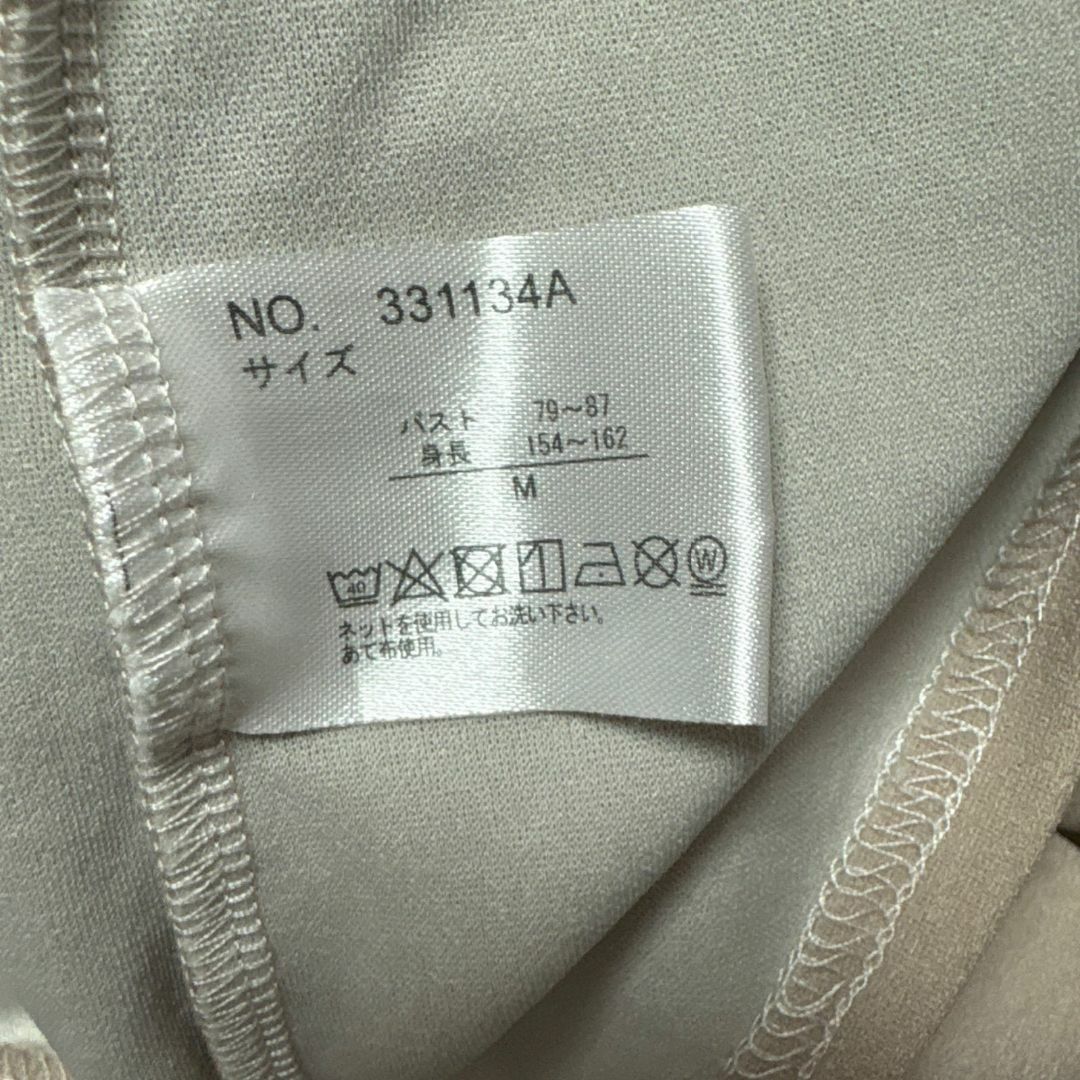 NO. 331134A
サイズ
バスト 79～87
身長 154～162
M
40 W
ネットを使用してお洗い下さい。
あて布使用。